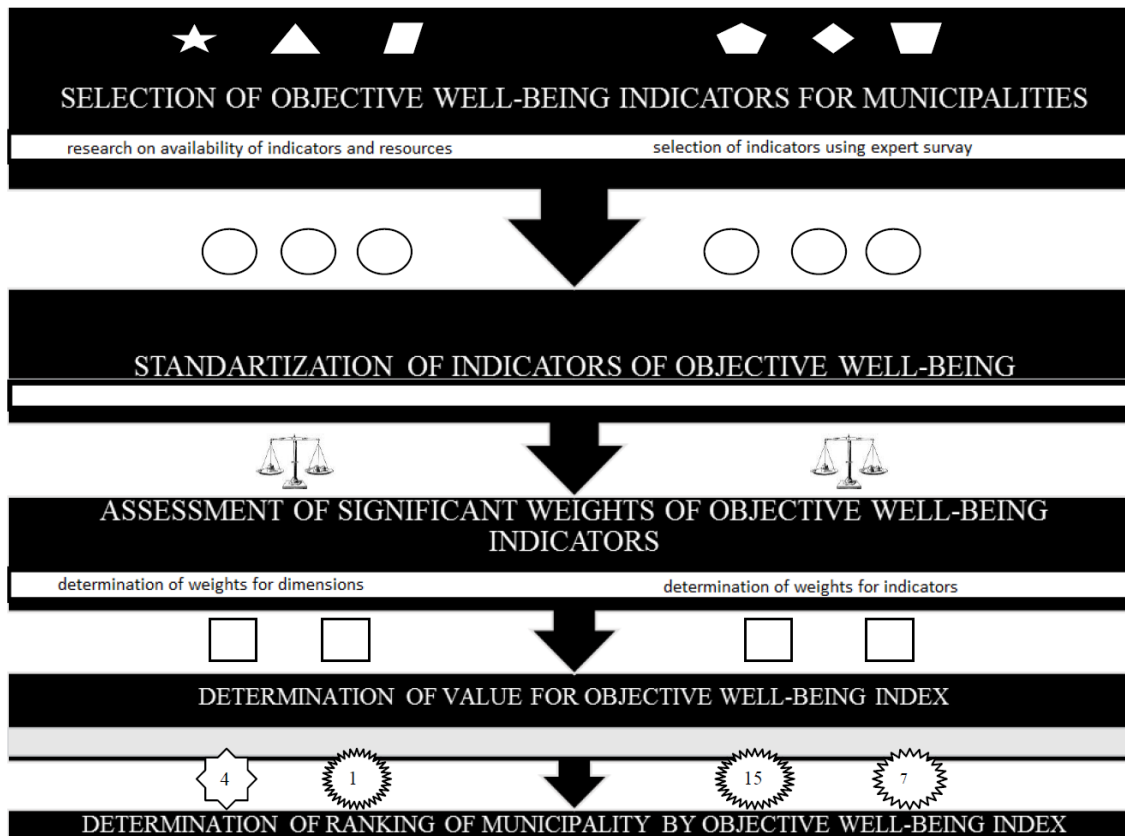 SELECTION OF OBJECTIVE WELL-BEING INDICATORS FOR MUNICIPALITIES
research on availability of indicators and resources
selection of indicators using expert survay
STANDARTIZATION OF INDICATORS OF OBJECTIVE WELL-BEING
ASSESSMENT OF SIGNIFICANT WEIGHTS OF OBJECTIVE WELL-BEING
INDICATORS
determination of weights for dimensions
determination of weights for indicators
DETERMINATION OF VALUE FOR OBJECTIVE WELL-BEING INDEX
4
1
15
7
DETERMINATION OF RANKING OF MUNICIPALITY BY OBJECTIVE WELL-BEING INDEX